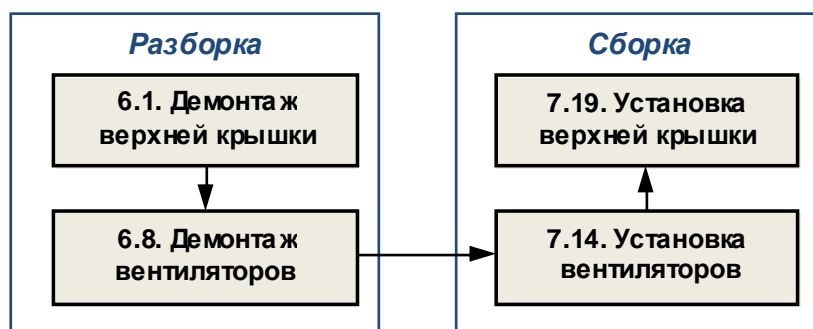 Разборка
6.1. Демонтаж
верхней крышки
6.8. Демонтаж
вентиляторов
Сборка
7.19. Установка
верхней крышки
7.14. Установка
вентиляторов